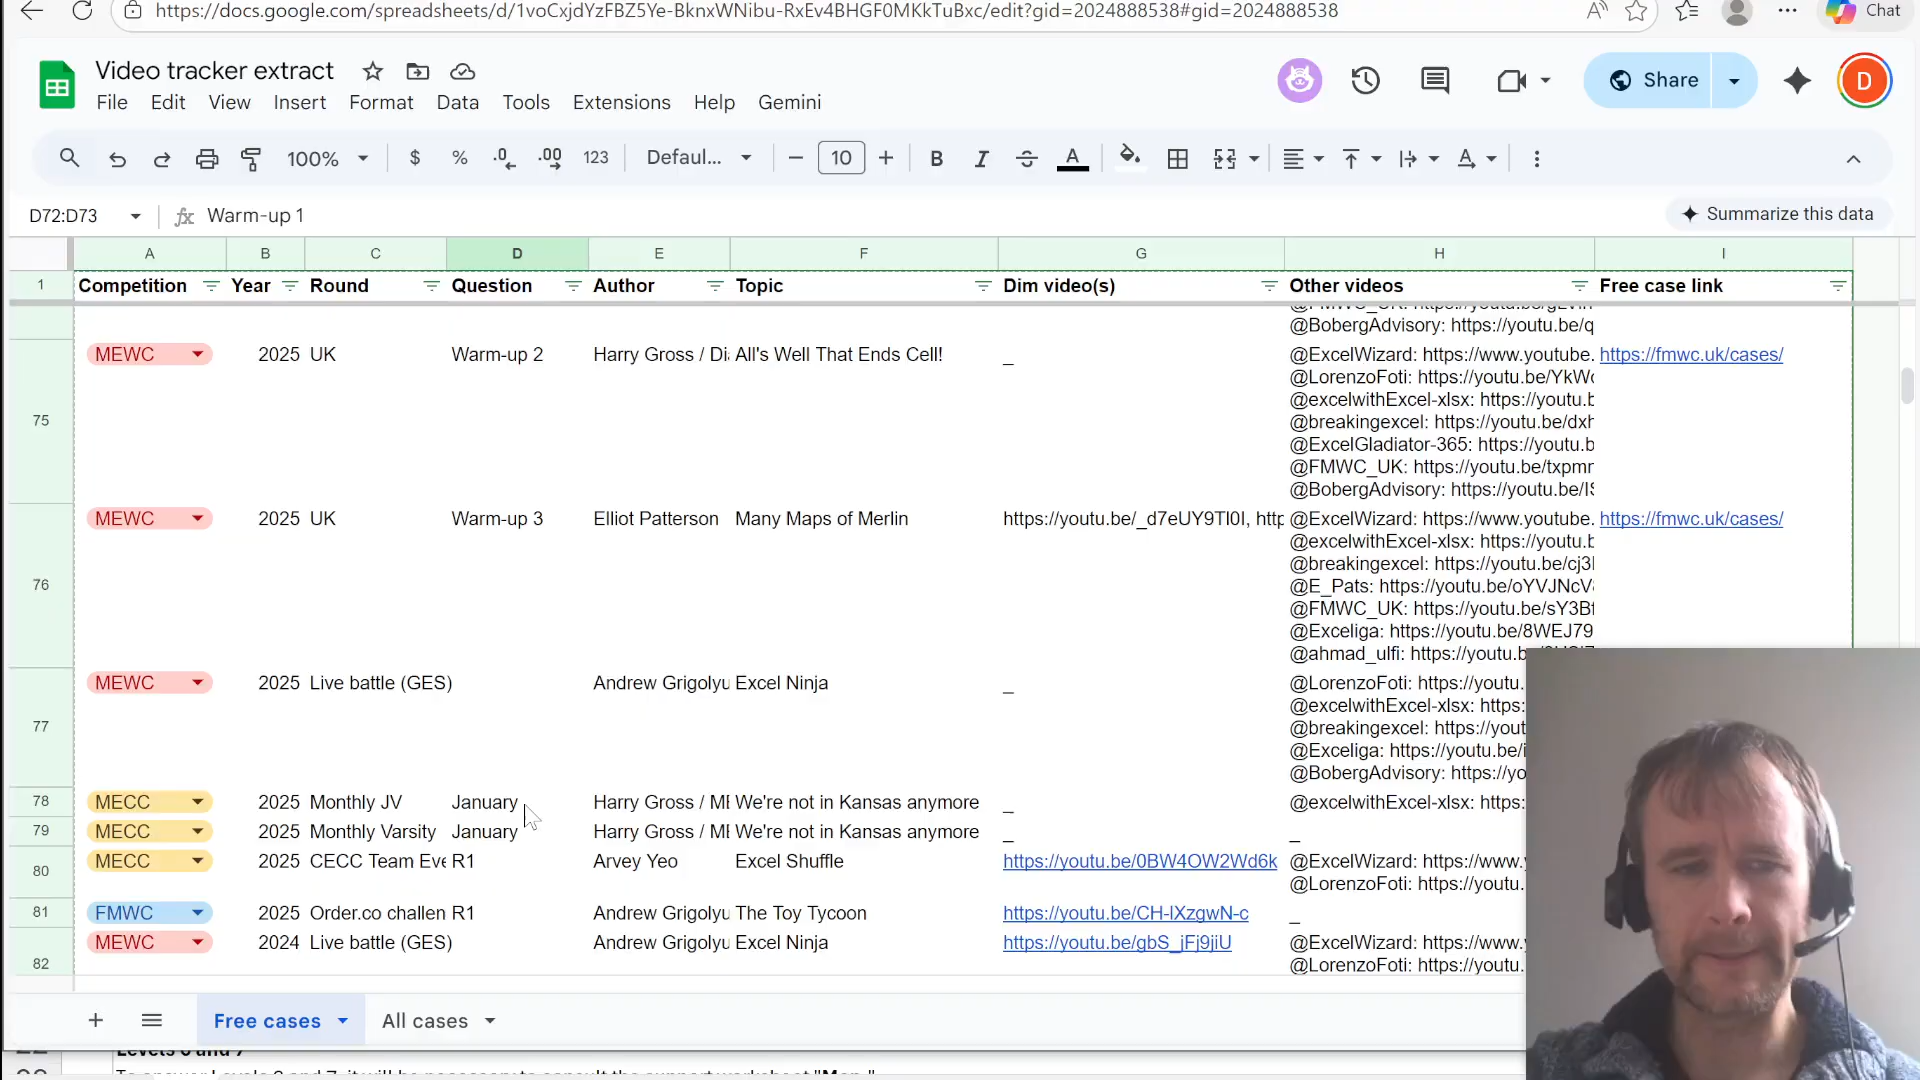 https://docs.google.com/spreadsheets/d/1voCxjdYzFBZ5Ye-BknxWNibu-RxEv4BHGF0MKkTuBxc/edit?gid=2024888538#gid=2024888538
Chat
Video tracker extract
File Edit View Insert Format Data Tools Extensions Help Gemini
Share
D
100% $ % .0 .00 123 Defaul... 10 B I A
D72:D73 Warm-up 1
Summarize this data
A B C D E F G H I
1 Competition Year Round Question Author Topic Dim video(s) Other videos Free case link
@BobergAdvisory: https://youtu.be/q
75 MEWC 2025 UK Warm-up 2 Harry Gross / Di All's Well That Ends Cell! _ @ExcelWizard: https://www.youtube. https://fmwc.uk/cases/
@LorenzoFoti: https://youtu.be/YkW
@excelwithExcel-xlsx: https://youtu.b
@breakingexcel: https://youtu.be/dxh
@ExcelGladiator-365: https://youtu.b
@FMWC_UK: https://youtu.be/txpmr
@BobergAdvisory: https://youtu.be/IS
76 MEWC 2025 UK Warm-up 3 Elliot Patterson Many Maps of Merlin https://youtu.be/_d7eUY9Tl0I, http @ExcelWizard: https://www.youtube. https://fmwc.uk/cases/
@excelwithExcel-xlsx: https://youtu.b
@breakingexcel: https://youtu.be/cj3
@E_Pats: https://youtu.be/oYVJNcV
@FMWC_UK: https://youtu.be/sY3Bf
@Exceliga: https://youtu.be/8WEJ79
@ahmad_ulfi: https://youtu.b
77 MEWC 2025 Live battle (GES) Andrew Grigolyu Excel Ninja _ @LorenzoFoti: https://youtu.
@excelwithExcel-xlsx: https:
@breakingexcel: https://you
@Exceliga: https://youtu.be/i
@BobergAdvisory: https://yo
78 MECC 2025 Monthly JV January Harry Gross / MI We're not in Kansas anymore _ @excelwithExcel-xlsx: https:
79 MECC 2025 Monthly Varsity January Harry Gross / MI We're not in Kansas anymore _ _
80 MECC 2025 CECC Team Eve R1 Arvey Yeo Excel Shuffle https://youtu.be/0BW4OW2Wd6k @ExcelWizard: https://www.y
@LorenzoFoti: https://youtu.
81 FMWC 2025 Order.co challen R1 Andrew Grigolyu The Toy Tycoon https://youtu.be/CH-lXzgwN-c _
82 MEWC 2024 Live battle (GES) Andrew Grigolyu Excel Ninja https://youtu.be/gbS_jFj9jiU @ExcelWizard: https://www.y
@LorenzoFoti: https://youtu.
Free cases All cases
Levels 6 and 7